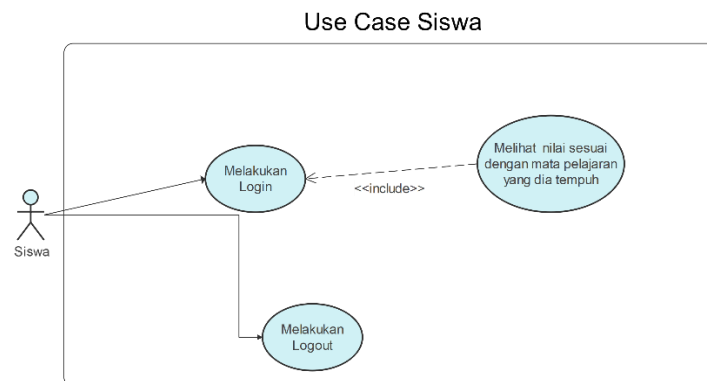 Use Case Siswa
Melakukan
Login
Melihat nilai sesuai
dengan mata pelajaran
yang dia tempuh
<<include>>
Siswa
Melakukan
Logout